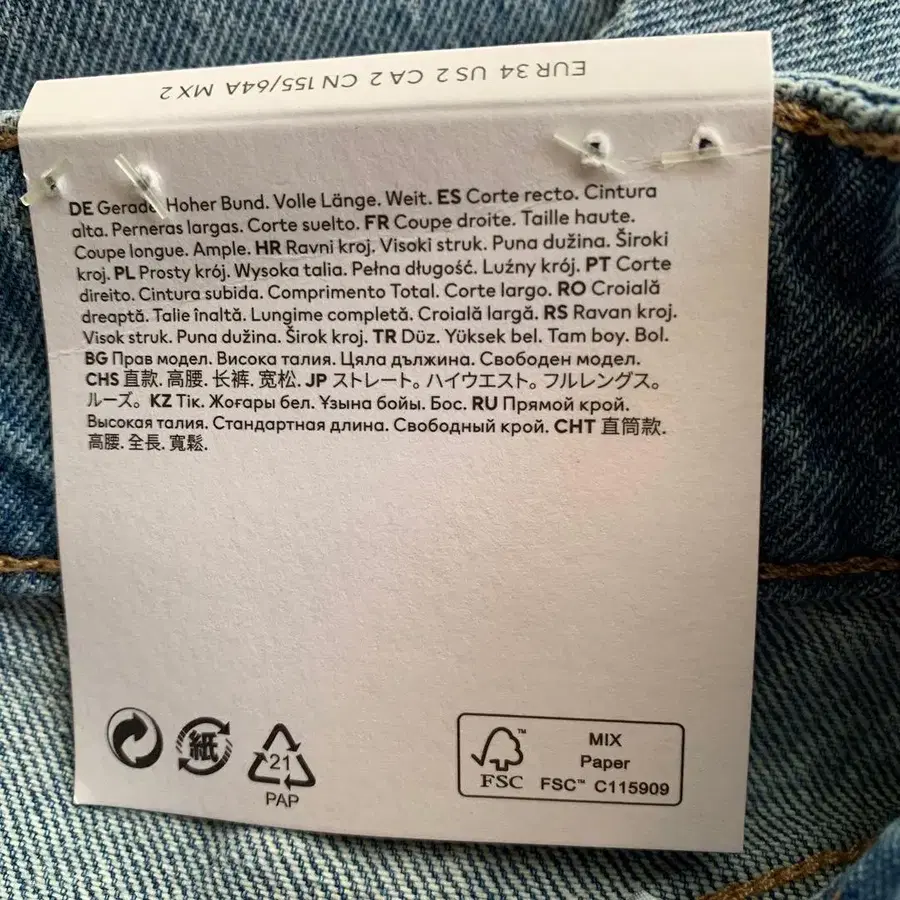 EUR 34 US 2 CA 2 CN 155/64A MX 2
DE Gerade. Hoher Bund. Volle Länge. Weit. ES Corte recto. Cintura
alta. Perneras largas. Corte suelto. FR Coupe droite. Taille haute.
Coupe longue. Ample. HR Ravni kroj. Visoki struk. Puna dužina. Široki
kroj. PL Prosty krój. Wysoka talia. Pełna długość. Luźny krój. PT Corte
direito. Cintura subida. Comprimento Total. Corte largo. RO Croială
dreaptă. Talie înaltă. Lungime completă. Croială largă. RS Ravan kroj.
Visok struk. Puna dužina. Širok kroj. TR Düz. Yüksek bel. Tam boy. Bol.
BG Прав модел. Висока талия. Цяла дължина. Свободен модел.
CHS 直款. 高腰. 长裤. 宽松. JP ストレート。ハイウエスト。フルレングス。
ルーズ。 KZ Тік. Жоғары бел. Ұзына бойы. Бос. RU Прямой крой.
Высокая талия. Стандартная длина. Свободный крой. CHT 直筒款.
高腰. 全長. 寬鬆.
紙
21
PAP
FSC™
MIX
Paper
FSC™ C115909